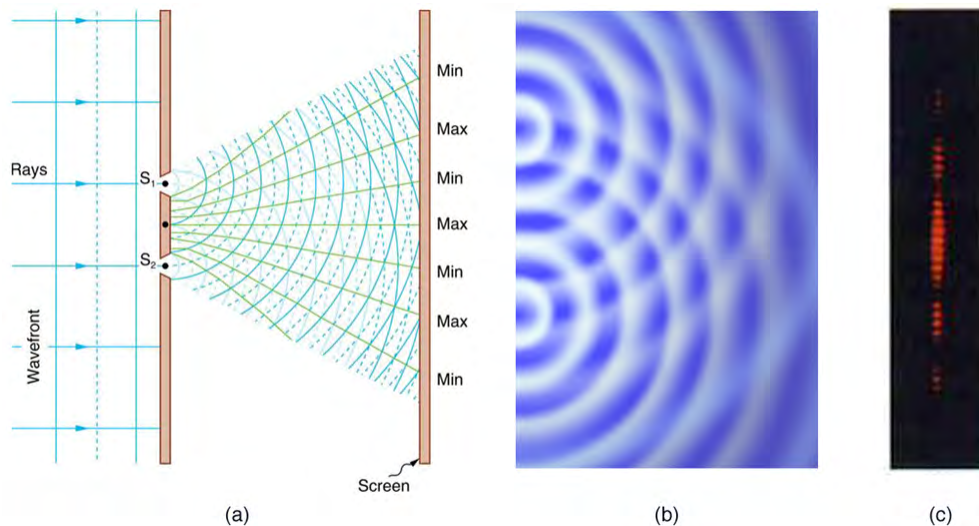 Rays
Wavefront
S1
S2
Min
Max
Min
Max
Min
Max
Min
Screen
(a)
(b)
(c)